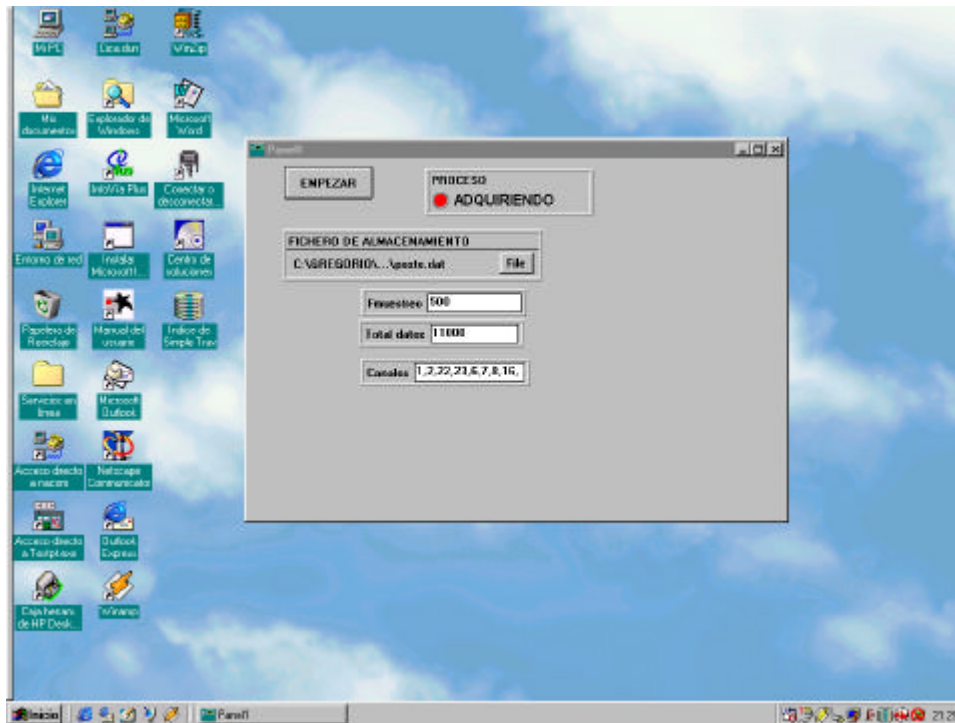 Mi PC
WinZip
Mis documentos
Explorador de Windows
Microsoft Word
Internet Explorer
InfoVía Plus
Conectar o desconectar...
Entorno de red
Instalar Microsoft I...
Centro de soluciones
Papelera de Reciclaje
Manual del usuario
Indice de Simple Trav
Servicios en línea
Microsoft Outlook
Acceso directo
Netscape Communicator
Acceso directo
Outlook Express
de HP Desk...
Winamp
Panel1
EMPEZAR
PROCESO
ADQUIRIENDO
FICHERO DE ALMACENAMIENTO
C:\GREGORIO\...\poste.dat
File
Fmuestreo 500
Total datos 11000
Canales 1,2,22,23,6,7,8,16,
Inicio
Panel1